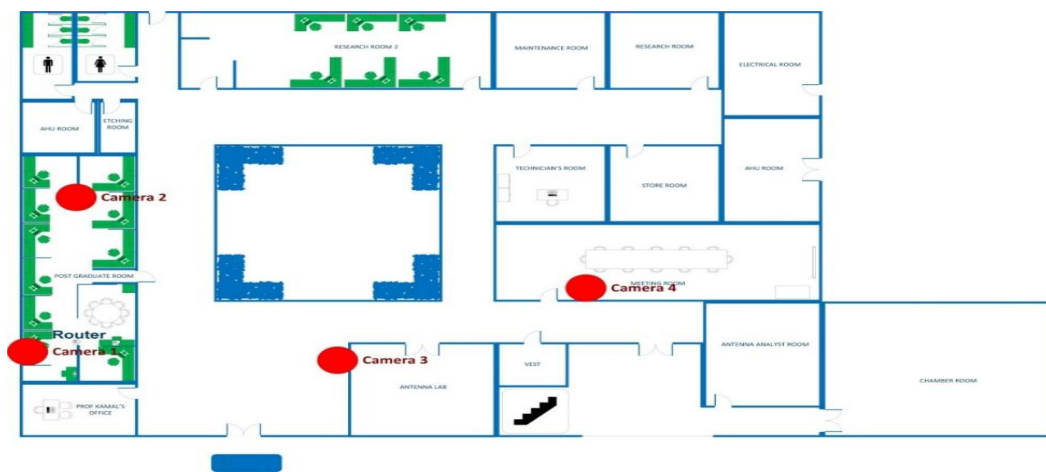 RESEARCH ROOM 2
MAINTENANCE ROOM
RESEARCH ROOM
ELECTRICAL ROOM
AHU ROOM
ETCHING
ROOM
TECHNICIAN'S ROOM
STORE ROOM
AHU ROOM
Camera 2
POST GRADUATE ROOM
MEETING ROOM
Camera 4
Router
Camera 1
Camera 3
VEST
ANTENNA ANALYST ROOM
ANTENNA LAB
CHAMBER ROOM
PROF KAMAL'S
OFFICE